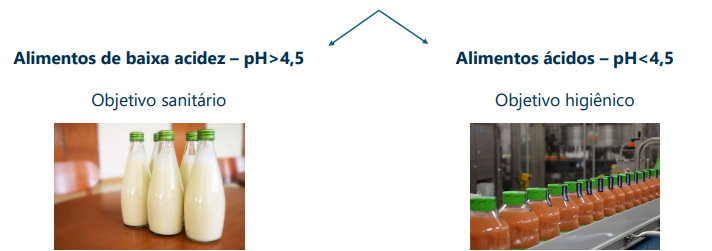 Alimentos de baixa acidez – pH>4,5
Alimentos ácidos – pH<4,5
Objetivo sanitário
Objetivo higiênico